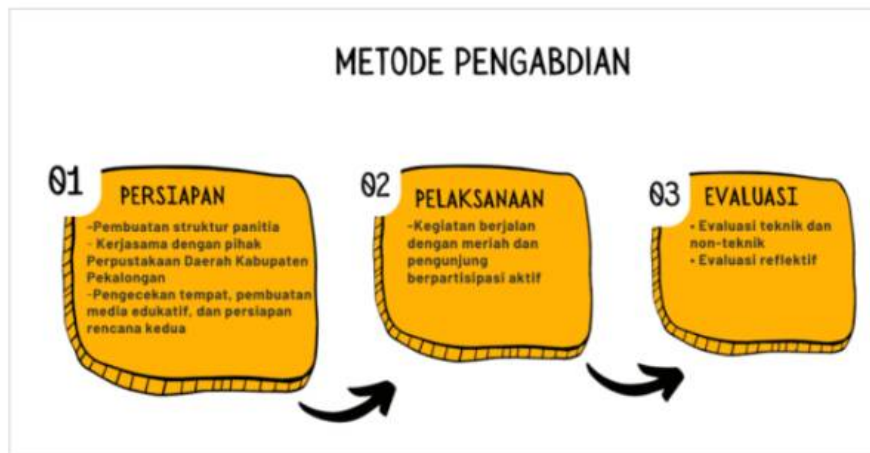 METODE PENGABDIAN
01
PERSIAPAN
-Pembuatan struktur panitia
- Kerjasama dengan pihak
Perpustakaan Daerah Kabupaten
Pekalongan
-Pengecekan tempat, pembuatan
media edukatif, dan persiapan
rencana kedua
02
PELAKSANAAN
-Kegiatan berjalan
dengan meriah dan
pengunjung
berpartisipasi aktif
03
EVALUASI
• Evaluasi teknik dan
non-teknik
• Evaluasi reflektif